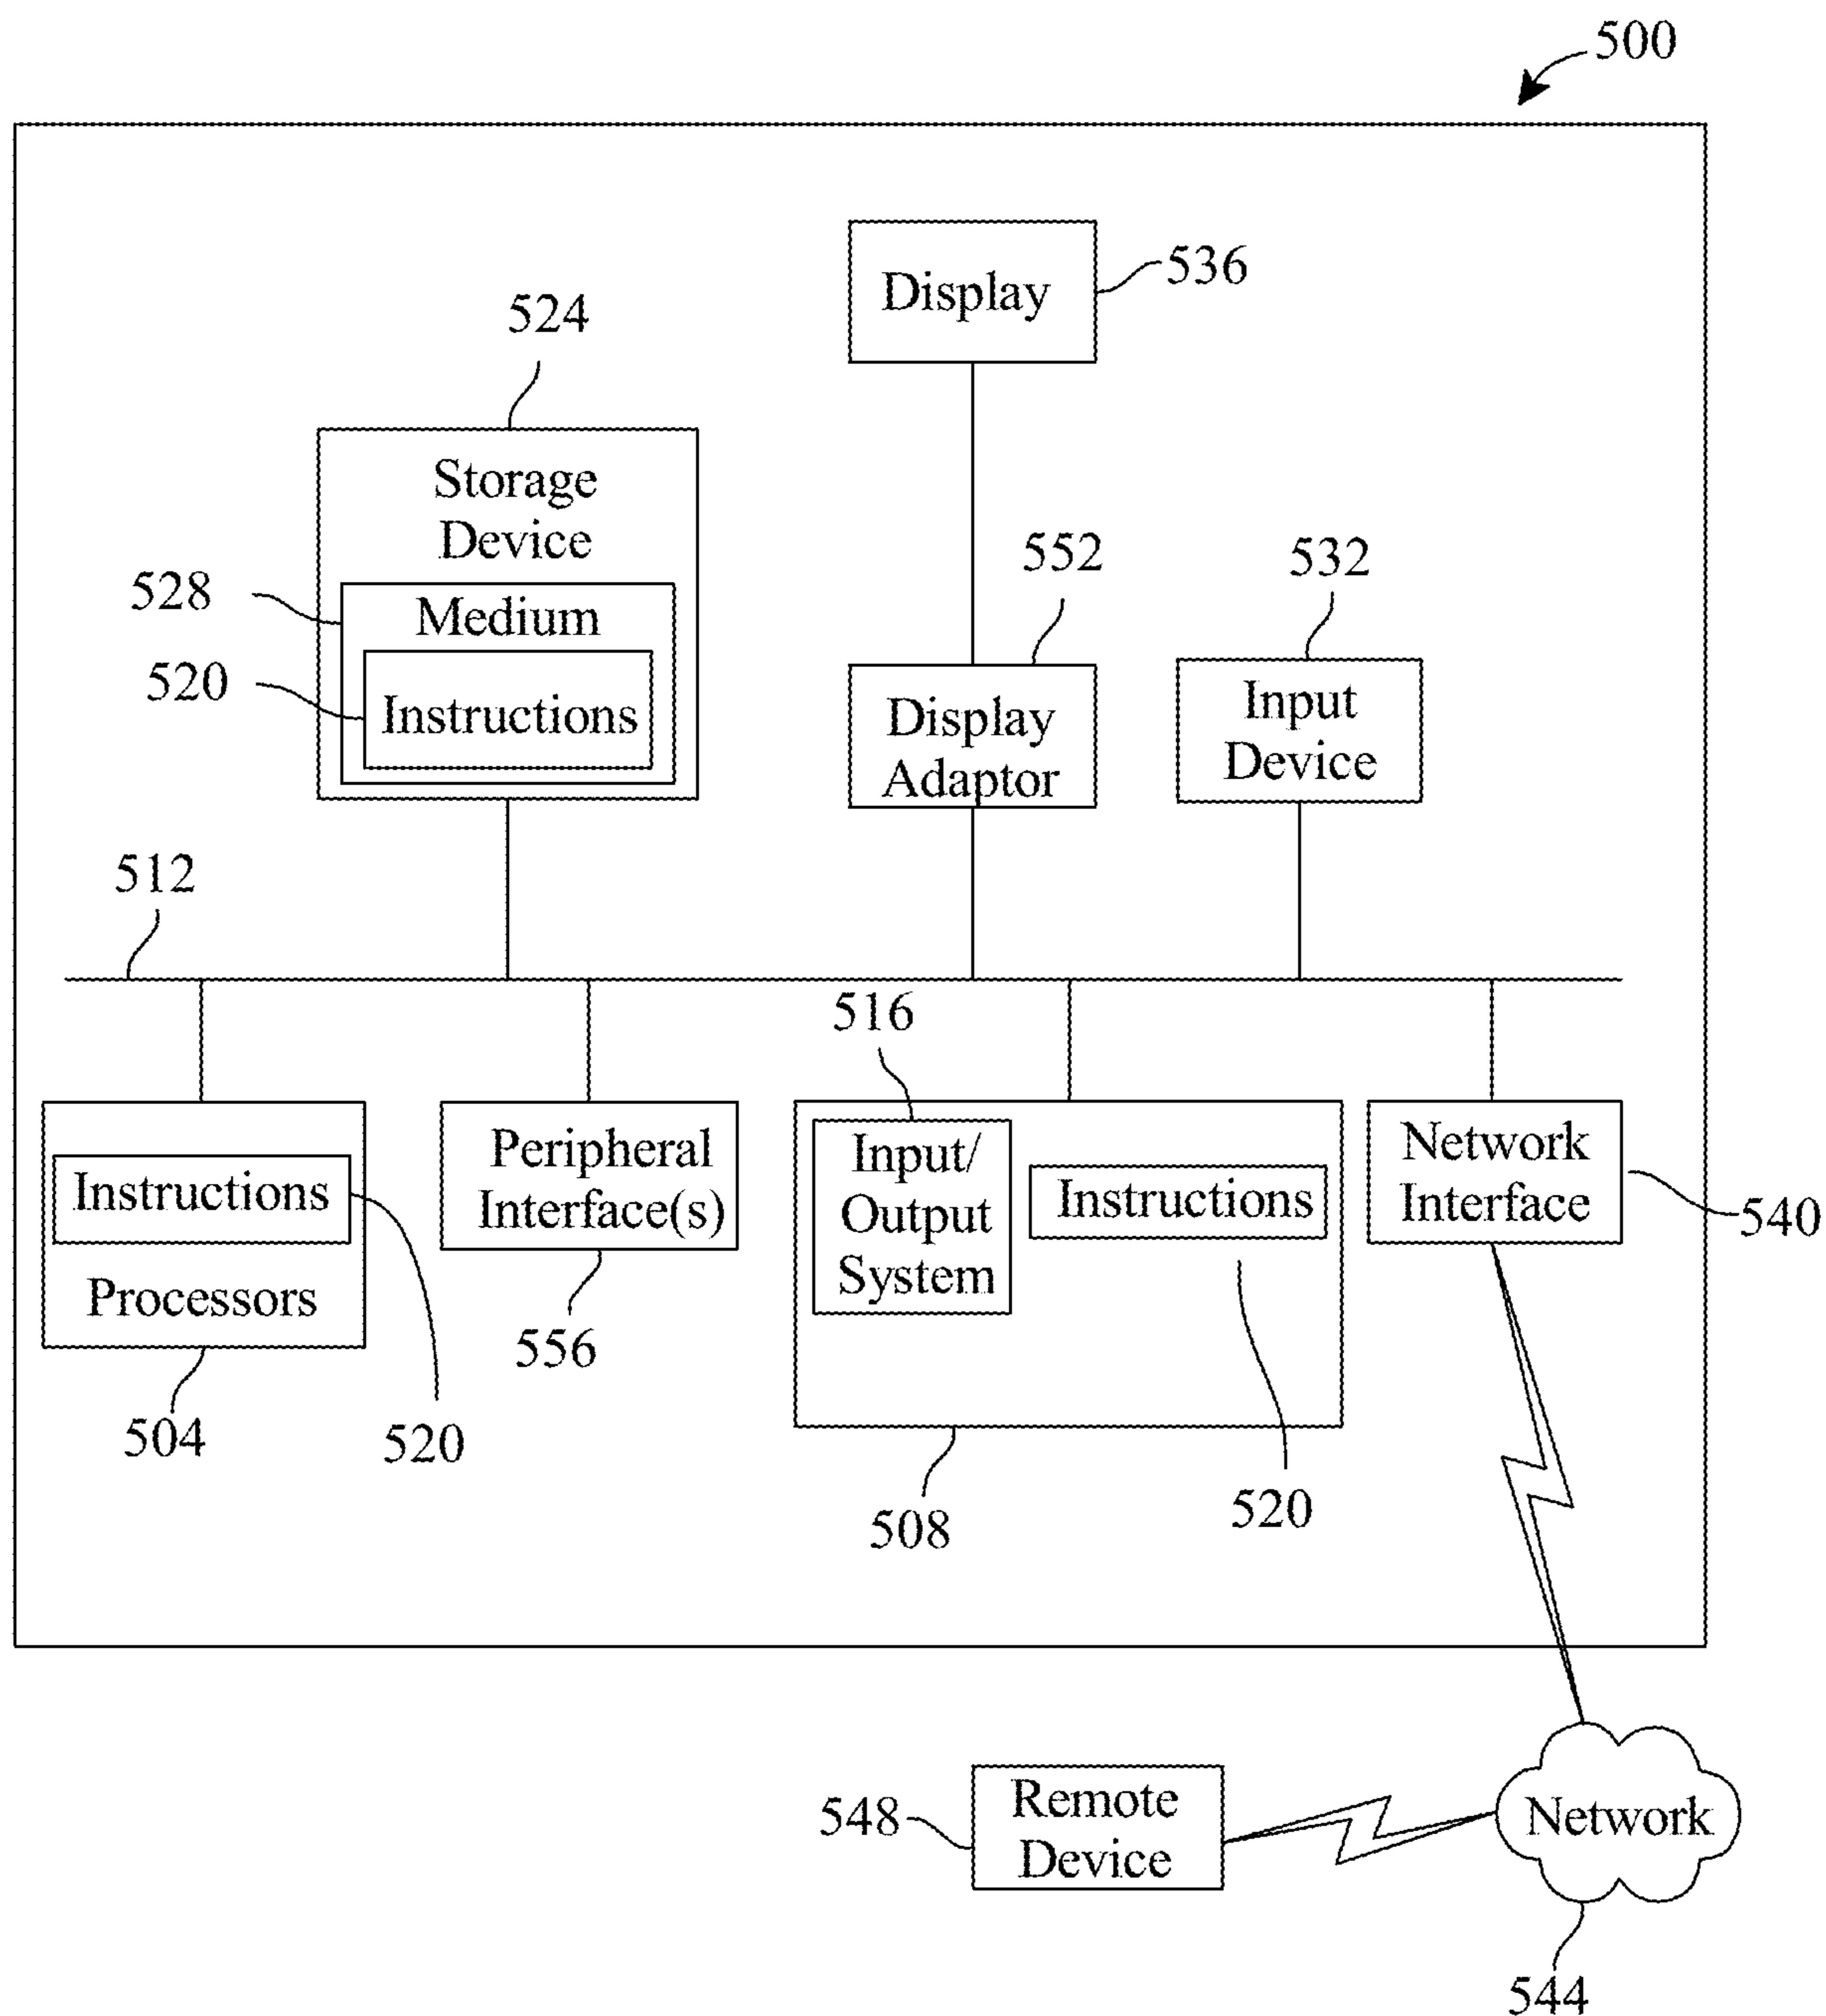 500
Display
536
524
Storage
Device
528
Medium
520
Instructions
552
Display
Adaptor
532
Input
Device
512
516
Instructions
Processors
504
520
Peripheral
Interface(s)
556
Input/
Output
System
Instructions
508
520
Network
Interface
540
548
Remote
Device
Network
544